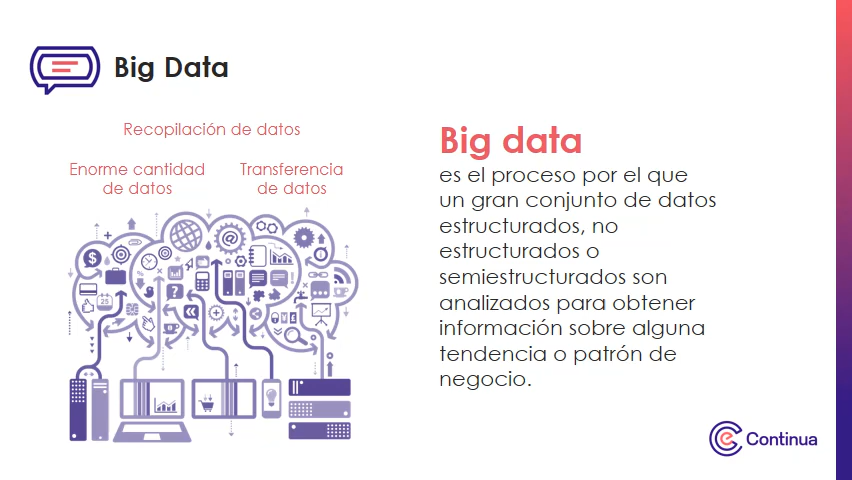 Big Data
Recopilación de datos
Enorme cantidad
de datos
Transferencia
de datos
Big data
es el proceso por el que
un gran conjunto de datos
estructurados, no
estructurados o
semiestructurados son
analizados para obtener
información sobre alguna
tendencia o patrón de
negocio.
25
Continua